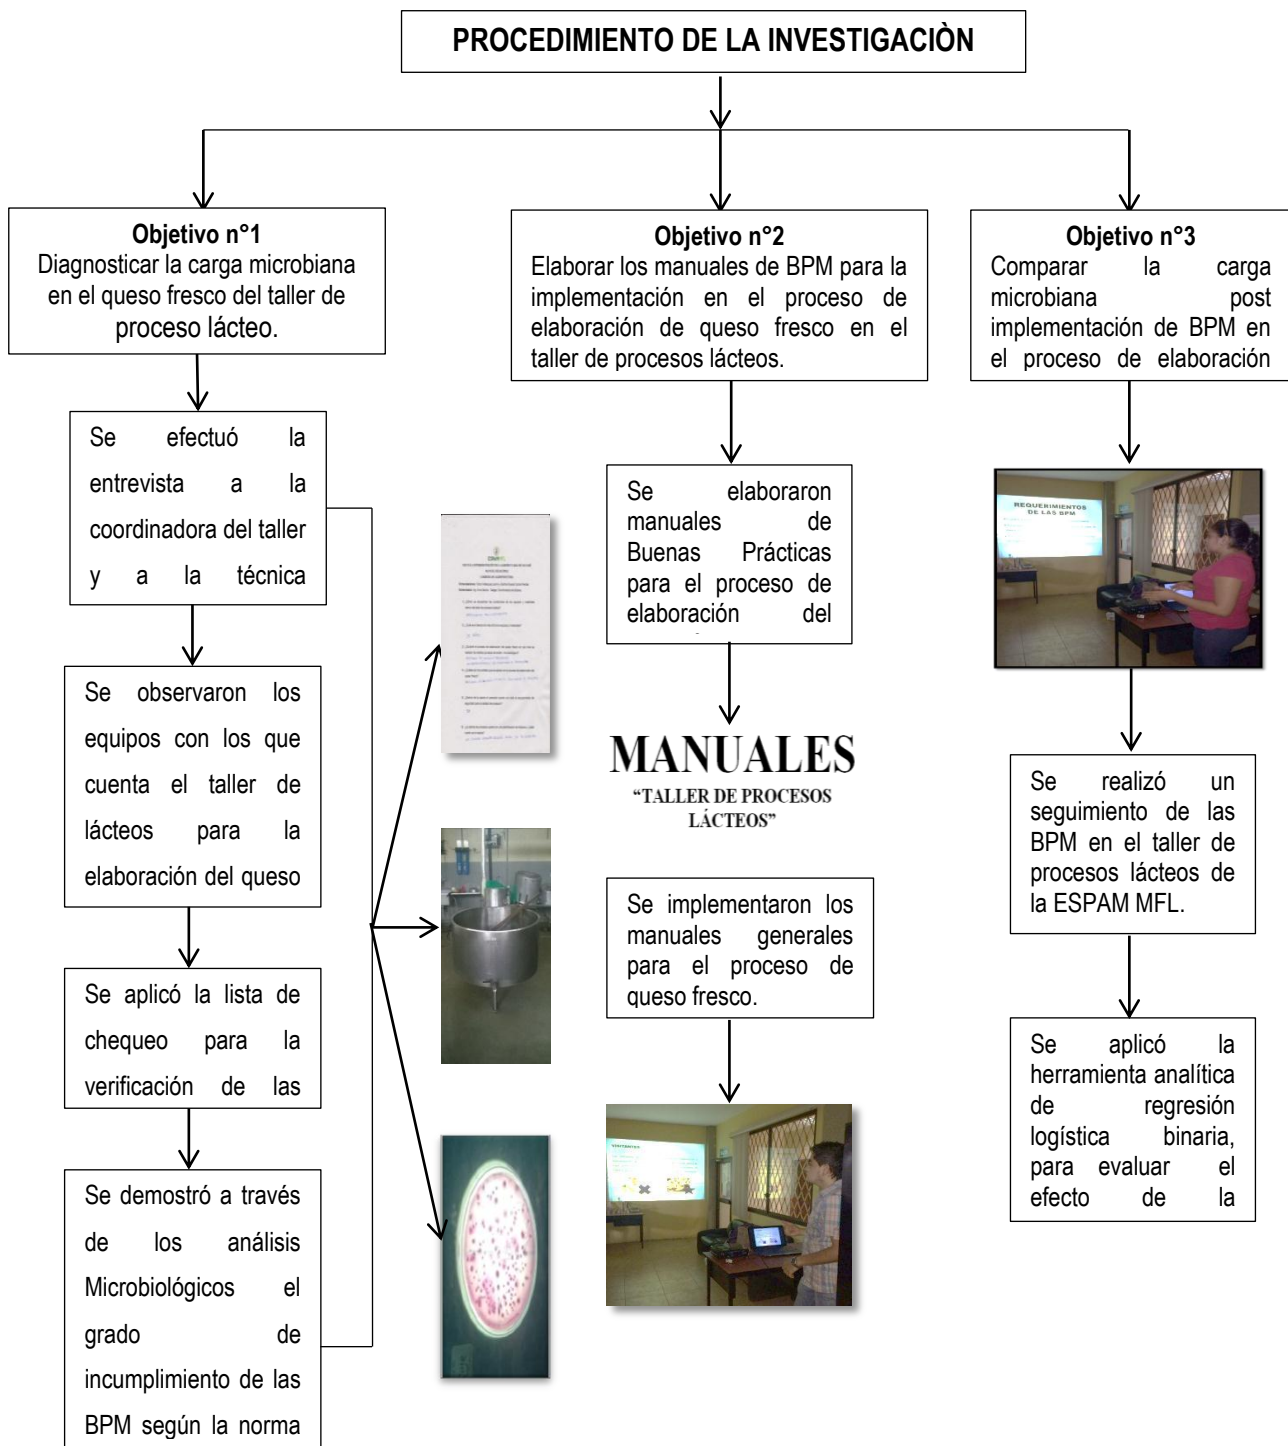 PROCEDIMIENTO DE LA INVESTIGACIÒN
Objetivo n°1
Diagnosticar la carga microbiana
en el queso fresco del taller de
proceso lácteo.
Se efectuó la
entrevista a la
coordinadora del taller
y a la técnica
Se observaron los
equipos con los que
cuenta el taller de
lácteos para la
elaboración del queso
Se aplicó la lista de
chequeo para la
verificación de las
Se demostró a través
de los análisis
Microbiológicos el
grado de
incumplimiento de las
BPM según la norma
Objetivo n°2
Elaborar los manuales de BPM para la
implementación en el proceso de
elaboración de queso fresco en el
taller de procesos lácteos.
Se elaboraron
manuales de
Buenas Prácticas
para el proceso de
elaboración del
MANUALES
“TALLER DE PROCESOS
LÁCTEOS”
Se implementaron los
manuales generales
para el proceso de
queso fresco.
Objetivo n°3
Comparar la carga
microbiana post
implementación de BPM en
el proceso de elaboración
REQUERIMIENTOS
DE LAS BPM
Se realizó un
seguimiento de las
BPM en el taller de
procesos lácteos de
la ESPAM MFL.
Se aplicó la
herramienta analítica
de regresión
logística binaria,
para evaluar el
efecto de la